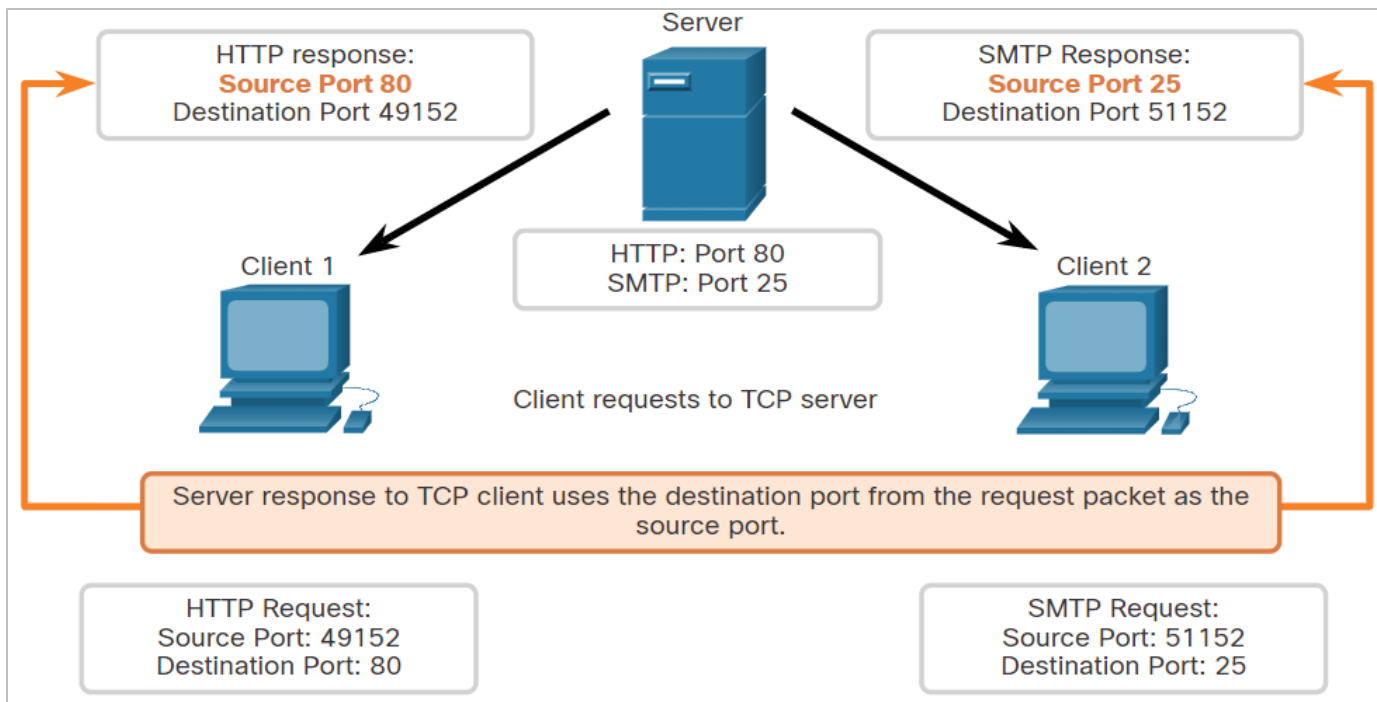 Server
HTTP response:
Source Port 80
Destination Port 49152
SMTP Response:
Source Port 25
Destination Port 51152
HTTP: Port 80
SMTP: Port 25
Client 1
Client 2
Client requests to TCP server
Server response to TCP client uses the destination port from the request packet as the
source port.
HTTP Request:
Source Port: 49152
Destination Port: 80
SMTP Request:
Source Port: 51152
Destination Port: 25